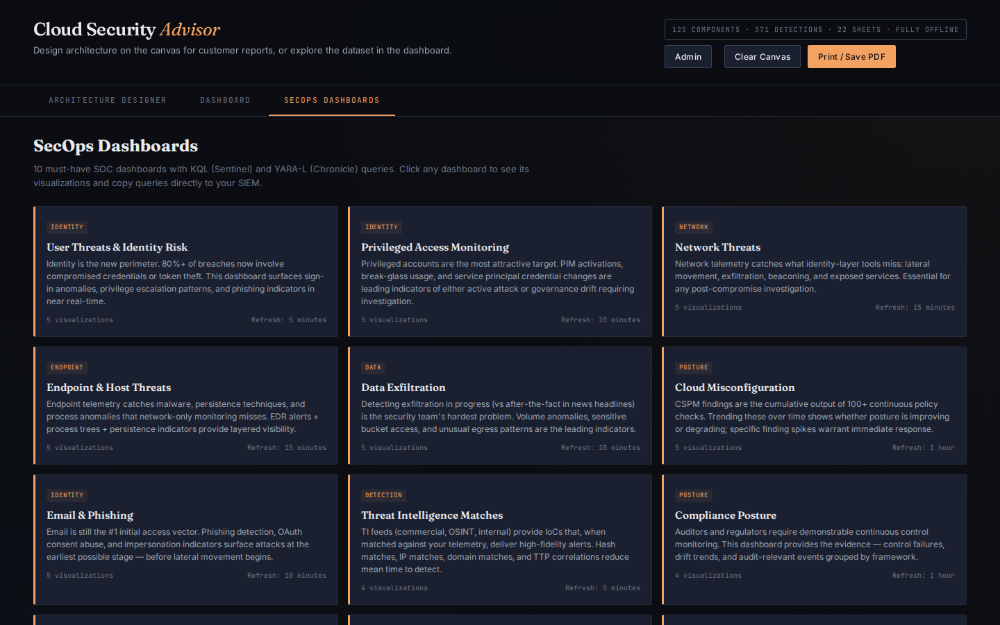 Cloud Security Advisor
Design architecture on the canvas for customer reports, or explore the dataset in the dashboard.
125 COMPONENTS · 371 DETECTIONS · 22 SHEETS · FULLY OFFLINE
Admin
Clear Canvas
Print / Save PDF
ARCHITECTURE DESIGNER
DASHBOARD
SECOPS DASHBOARDS
SecOps Dashboards
10 must-have SOC dashboards with KQL (Sentinel) and YARA-L (Chronicle) queries. Click any dashboard to see its
visualizations and copy queries directly to your SIEM.
IDENTITY
User Threats & Identity Risk
Identity is the new perimeter. 80%+ of breaches now involve
compromised credentials or token theft. This dashboard surfaces sign-
in anomalies, privilege escalation patterns, and phishing indicators in
near real-time.
5 visualizations
Refresh: 5 minutes
IDENTITY
Privileged Access Monitoring
Privileged accounts are the most attractive target. PIM activations,
break-glass usage, and service principal credential changes are
leading indicators of either active attack or governance drift requiring
investigation.
5 visualizations
Refresh: 10 minutes
NETWORK
Network Threats
Network telemetry catches what identity-layer tools miss: lateral
movement, exfiltration, beaconing, and exposed services. Essential for
any post-compromise investigation.
5 visualizations
Refresh: 15 minutes
ENDPOINT
Endpoint & Host Threats
Endpoint telemetry catches malware, persistence techniques, and
process anomalies that network-only monitoring misses. EDR alerts +
process trees + persistence indicators provide layered visibility.
5 visualizations
Refresh: 15 minutes
DATA
Data Exfiltration
Detecting exfiltration in progress (vs after-the-fact in news headlines)
is the security team's hardest problem. Volume anomalies, sensitive
bucket access, and unusual egress patterns are the leading indicators.
5 visualizations
Refresh: 10 minutes
POSTURE
Cloud Misconfiguration
CSPM findings are the cumulative output of 100+ continuous policy
checks. Trending these over time shows whether posture is improving
or degrading; specific finding spikes warrant immediate response.
5 visualizations
Refresh: 1 hour
IDENTITY
Email & Phishing
Email is still the #1 initial access vector. Phishing detection, OAuth
consent abuse, and impersonation indicators surface attacks at the
earliest possible stage — before lateral movement begins.
5 visualizations
Refresh: 10 minutes
DETECTION
Threat Intelligence Matches
TI feeds (commercial, OSINT, internal) provide IoCs that, when
matched against your telemetry, deliver high-fidelity alerts. Hash
matches, IP matches, domain matches, and TTP correlations reduce
mean time to detect.
4 visualizations
Refresh: 5 minutes
POSTURE
Compliance Posture
Auditors and regulators require demonstrable continuous control
monitoring. This dashboard provides the evidence — control failures,
drift trends, and audit-relevant events grouped by framework.
4 visualizations
Refresh: 1 hour